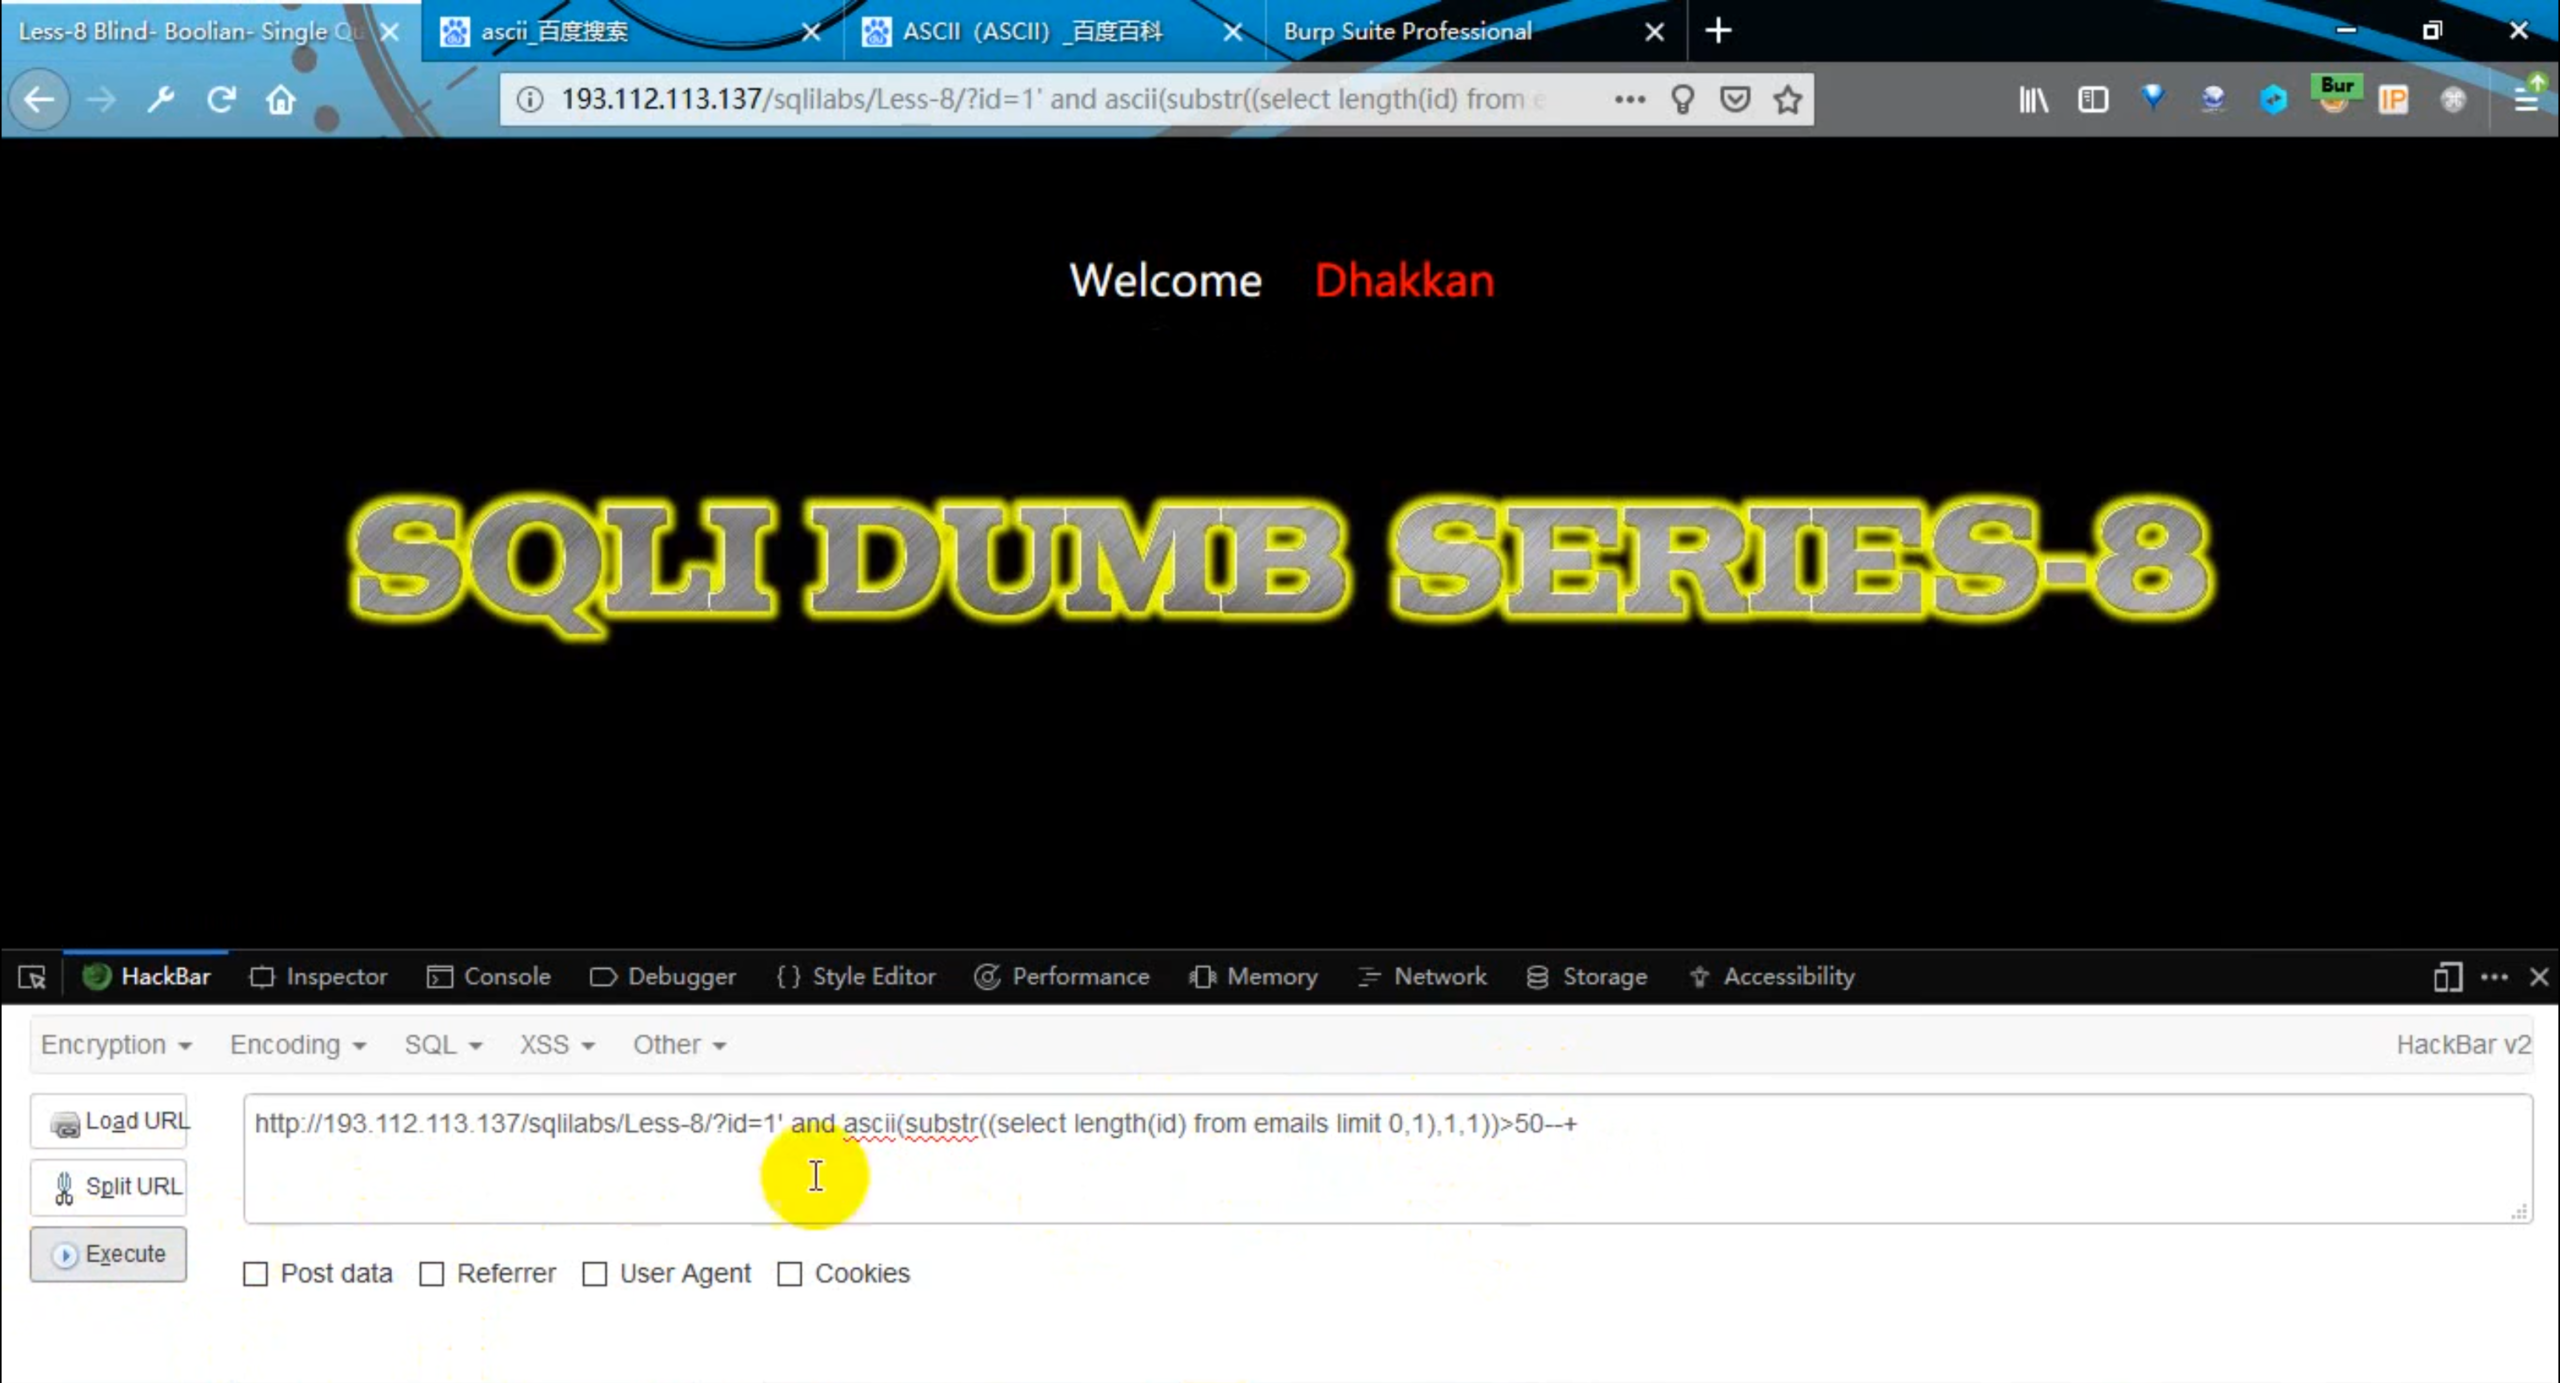 Less-8 Blind- Boolian- Single Qu
ascii_百度搜索
ASCII（ASCII）_百度百科
Burp Suite Professional
193.112.113.137/sqlilabs/Less-8/?id=1' and ascii(substr((select length(id) from e
Bur
IP
Welcome Dhakkan
SQLI DUMB SERIES-8
HackBar
Inspector
Console
Debugger
{} Style Editor
Performance
Memory
Network
Storage
Accessibility
Encryption
Encoding
SQL
XSS
Other
HackBar v2
Load URL
http://193.112.113.137/sqlilabs/Less-8/?id=1' and ascii(substr((select length(id) from emails limit 0,1),1,1))>50--+
Split URL
Execute
Post data
Referrer
User Agent
Cookies